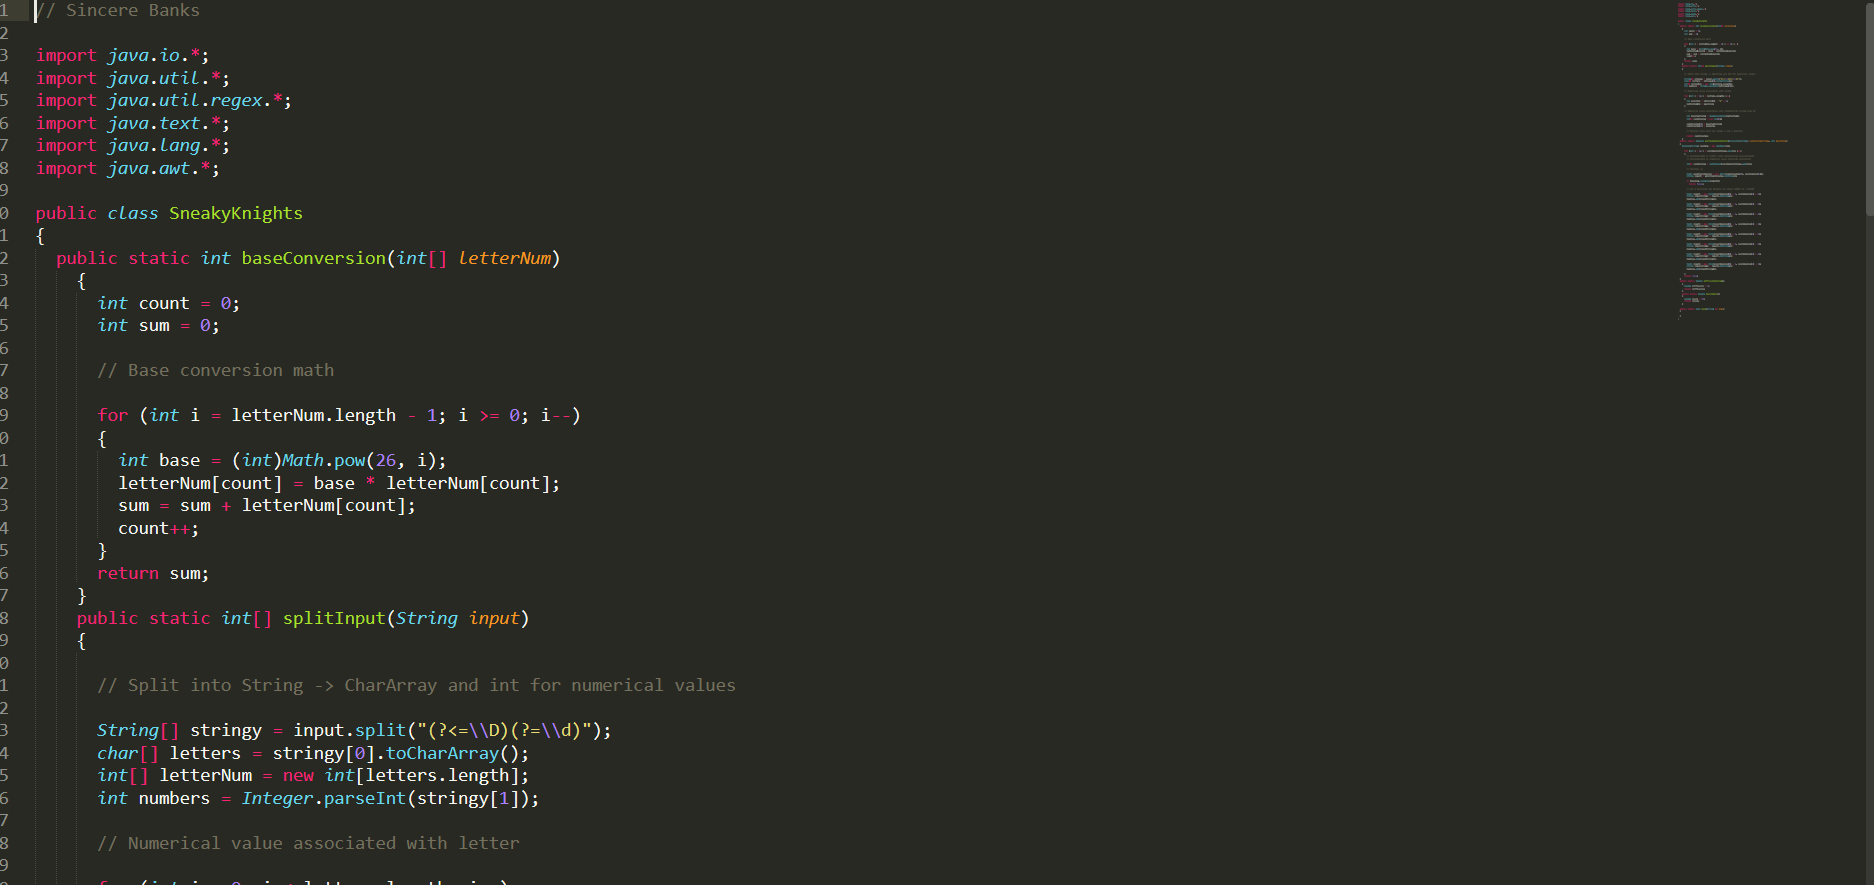 1 // Sincere Banks
2
3 import java.io.*;
4 import java.util.*;
5 import java.util.regex.*;
6 import java.text.*;
7 import java.lang.*;
8 import java.awt.*;
9
0 public class SneakyKnights
1 {
2 public static int baseConversion(int[] letterNum)
3 {
4 int count = 0;
5 int sum = 0;
6
7 // Base conversion math
8
9 for (int i = letterNum.length - 1; i >= 0; i--)
0 {
1 int base = (int)Math.pow(26, i);
2 letterNum[count] = base * letterNum[count];
3 sum = sum + letterNum[count];
4 count++;
5 }
6 return sum;
7 }
8 public static int[] splitInput(String input)
9 {
0
1 // Split into String -> CharArray and int for numerical values
2
3 String[] stringy = input.split("(?<=\\D)(?=\\d)");
4 char[] letters = stringy[0].toCharArray();
5 int[] letterNum = new int[letters.length];
6 int numbers = Integer.parseInt(stringy[1]);
7
8 // Numerical value associated with letter
9